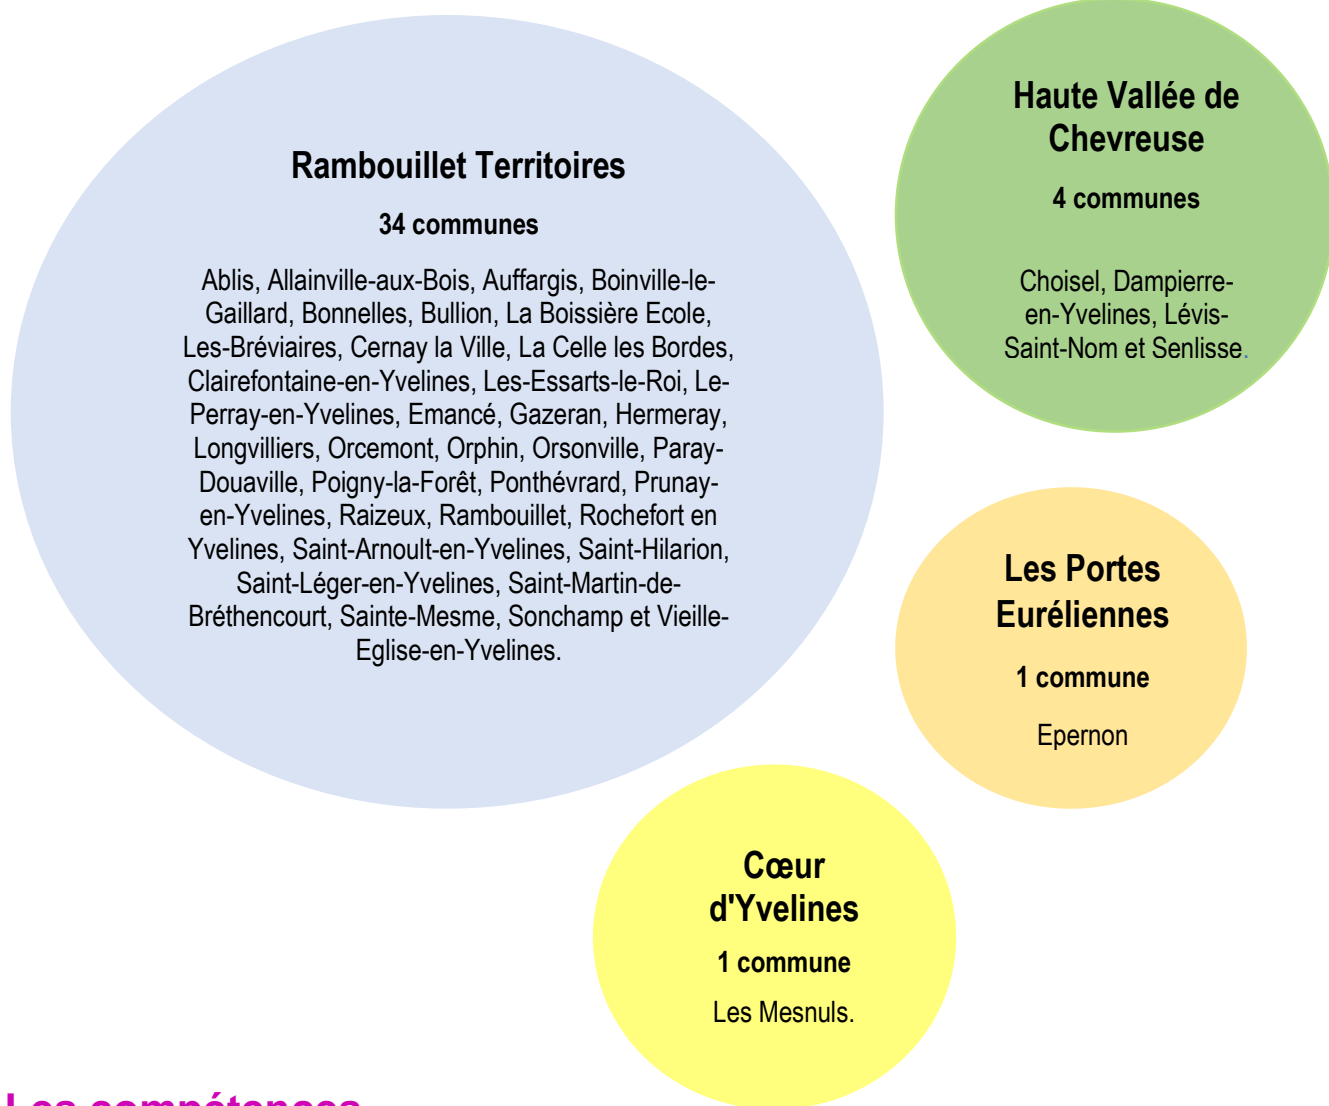 Rambouillet Territoires
34 communes
Ablis, Allainville-aux-Bois, Auffargis, Boinville-le-
Gaillard, Bonnelles, Bullion, La Boissière Ecole,
Les-Bréviaires, Cernay la Ville, La Celle les Bordes,
Clairefontaine-en-Yvelines, Les-Essarts-le-Roi, Le-
Perray-en-Yvelines, Emancé, Gazeran, Hermeray,
Longvilliers, Orcemont, Orphin, Orsonville, Paray-
Douaville, Poigny-la-Forêt, Ponthévrard, Prunay-
en-Yvelines, Raizeux, Rambouillet, Rochefort en
Yvelines, Saint-Arnoult-en-Yvelines, Saint-Hilarion,
Saint-Léger-en-Yvelines, Saint-Martin-de-
Bréthencourt, Sainte-Mesme, Sonchamp et Vieille-
Eglise-en-Yvelines.
Haute Vallée de
Chevreuse
4 communes
Choisel, Dampierre-
en-Yvelines, Lévis-
Saint-Nom et Senlisse.
Les Portes
Euréliennes
1 commune
Epernon
Cœur
d'Yvelines
1 commune
Les Mesnuls.
Les compétences